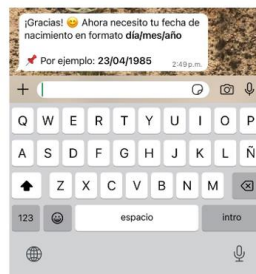 ¡Gracias! 😊 Ahora necesito tu fecha de
nacimiento en formato día/mes/año
📌 Por ejemplo: 23/04/1985
2:49 p.m.
Q W E R T Y U I O P
A S D F G H J K L Ñ
Z X C V B N M
123 espacio intro